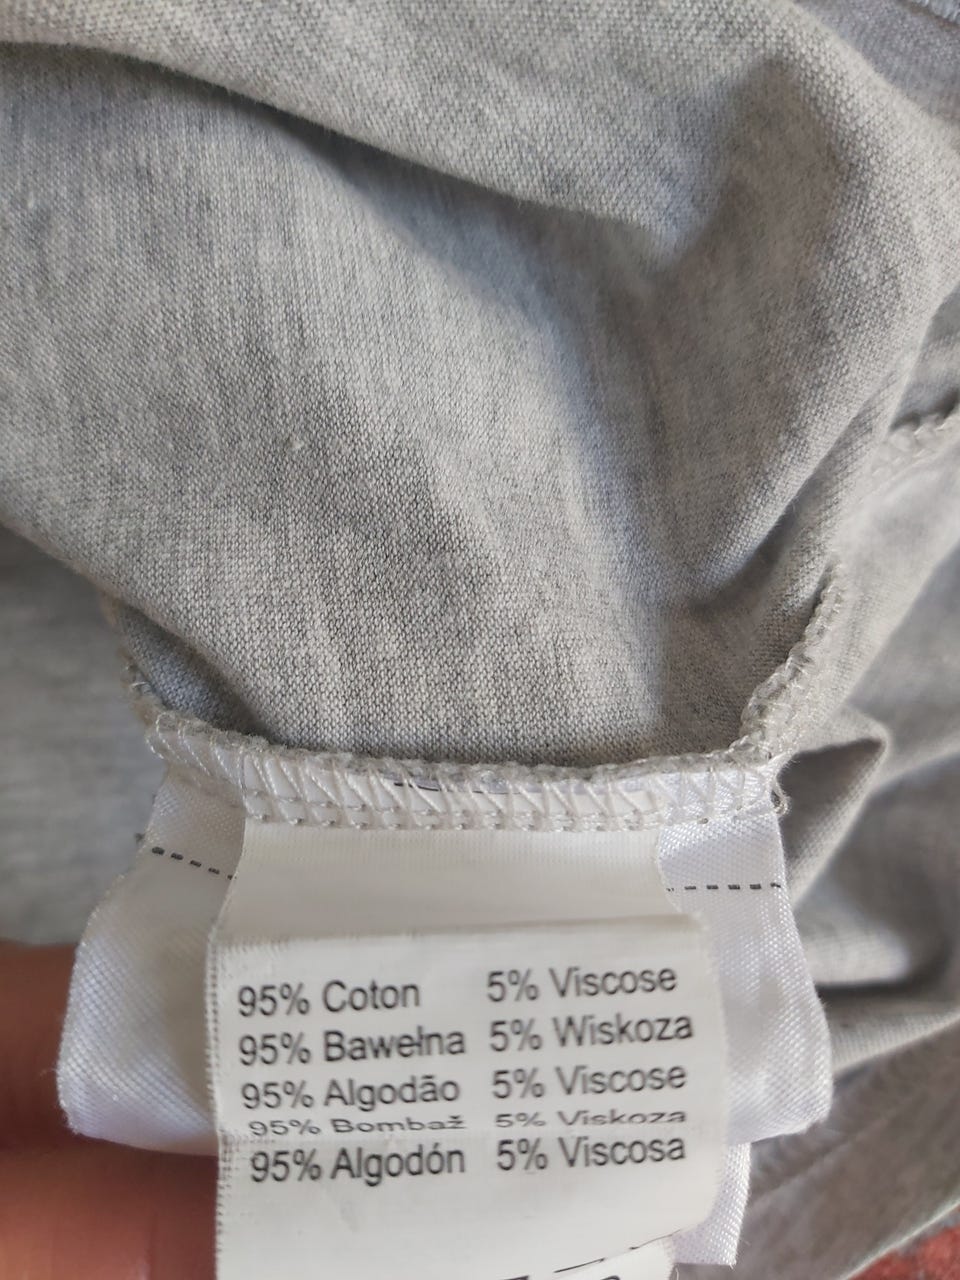 95% Coton 5% Viscose
95% Bawełna 5% Wiskoza
95% Algodão 5% Viscose
95% Bombaž 5% Viskoza
95% Algodón 5% Viscosa